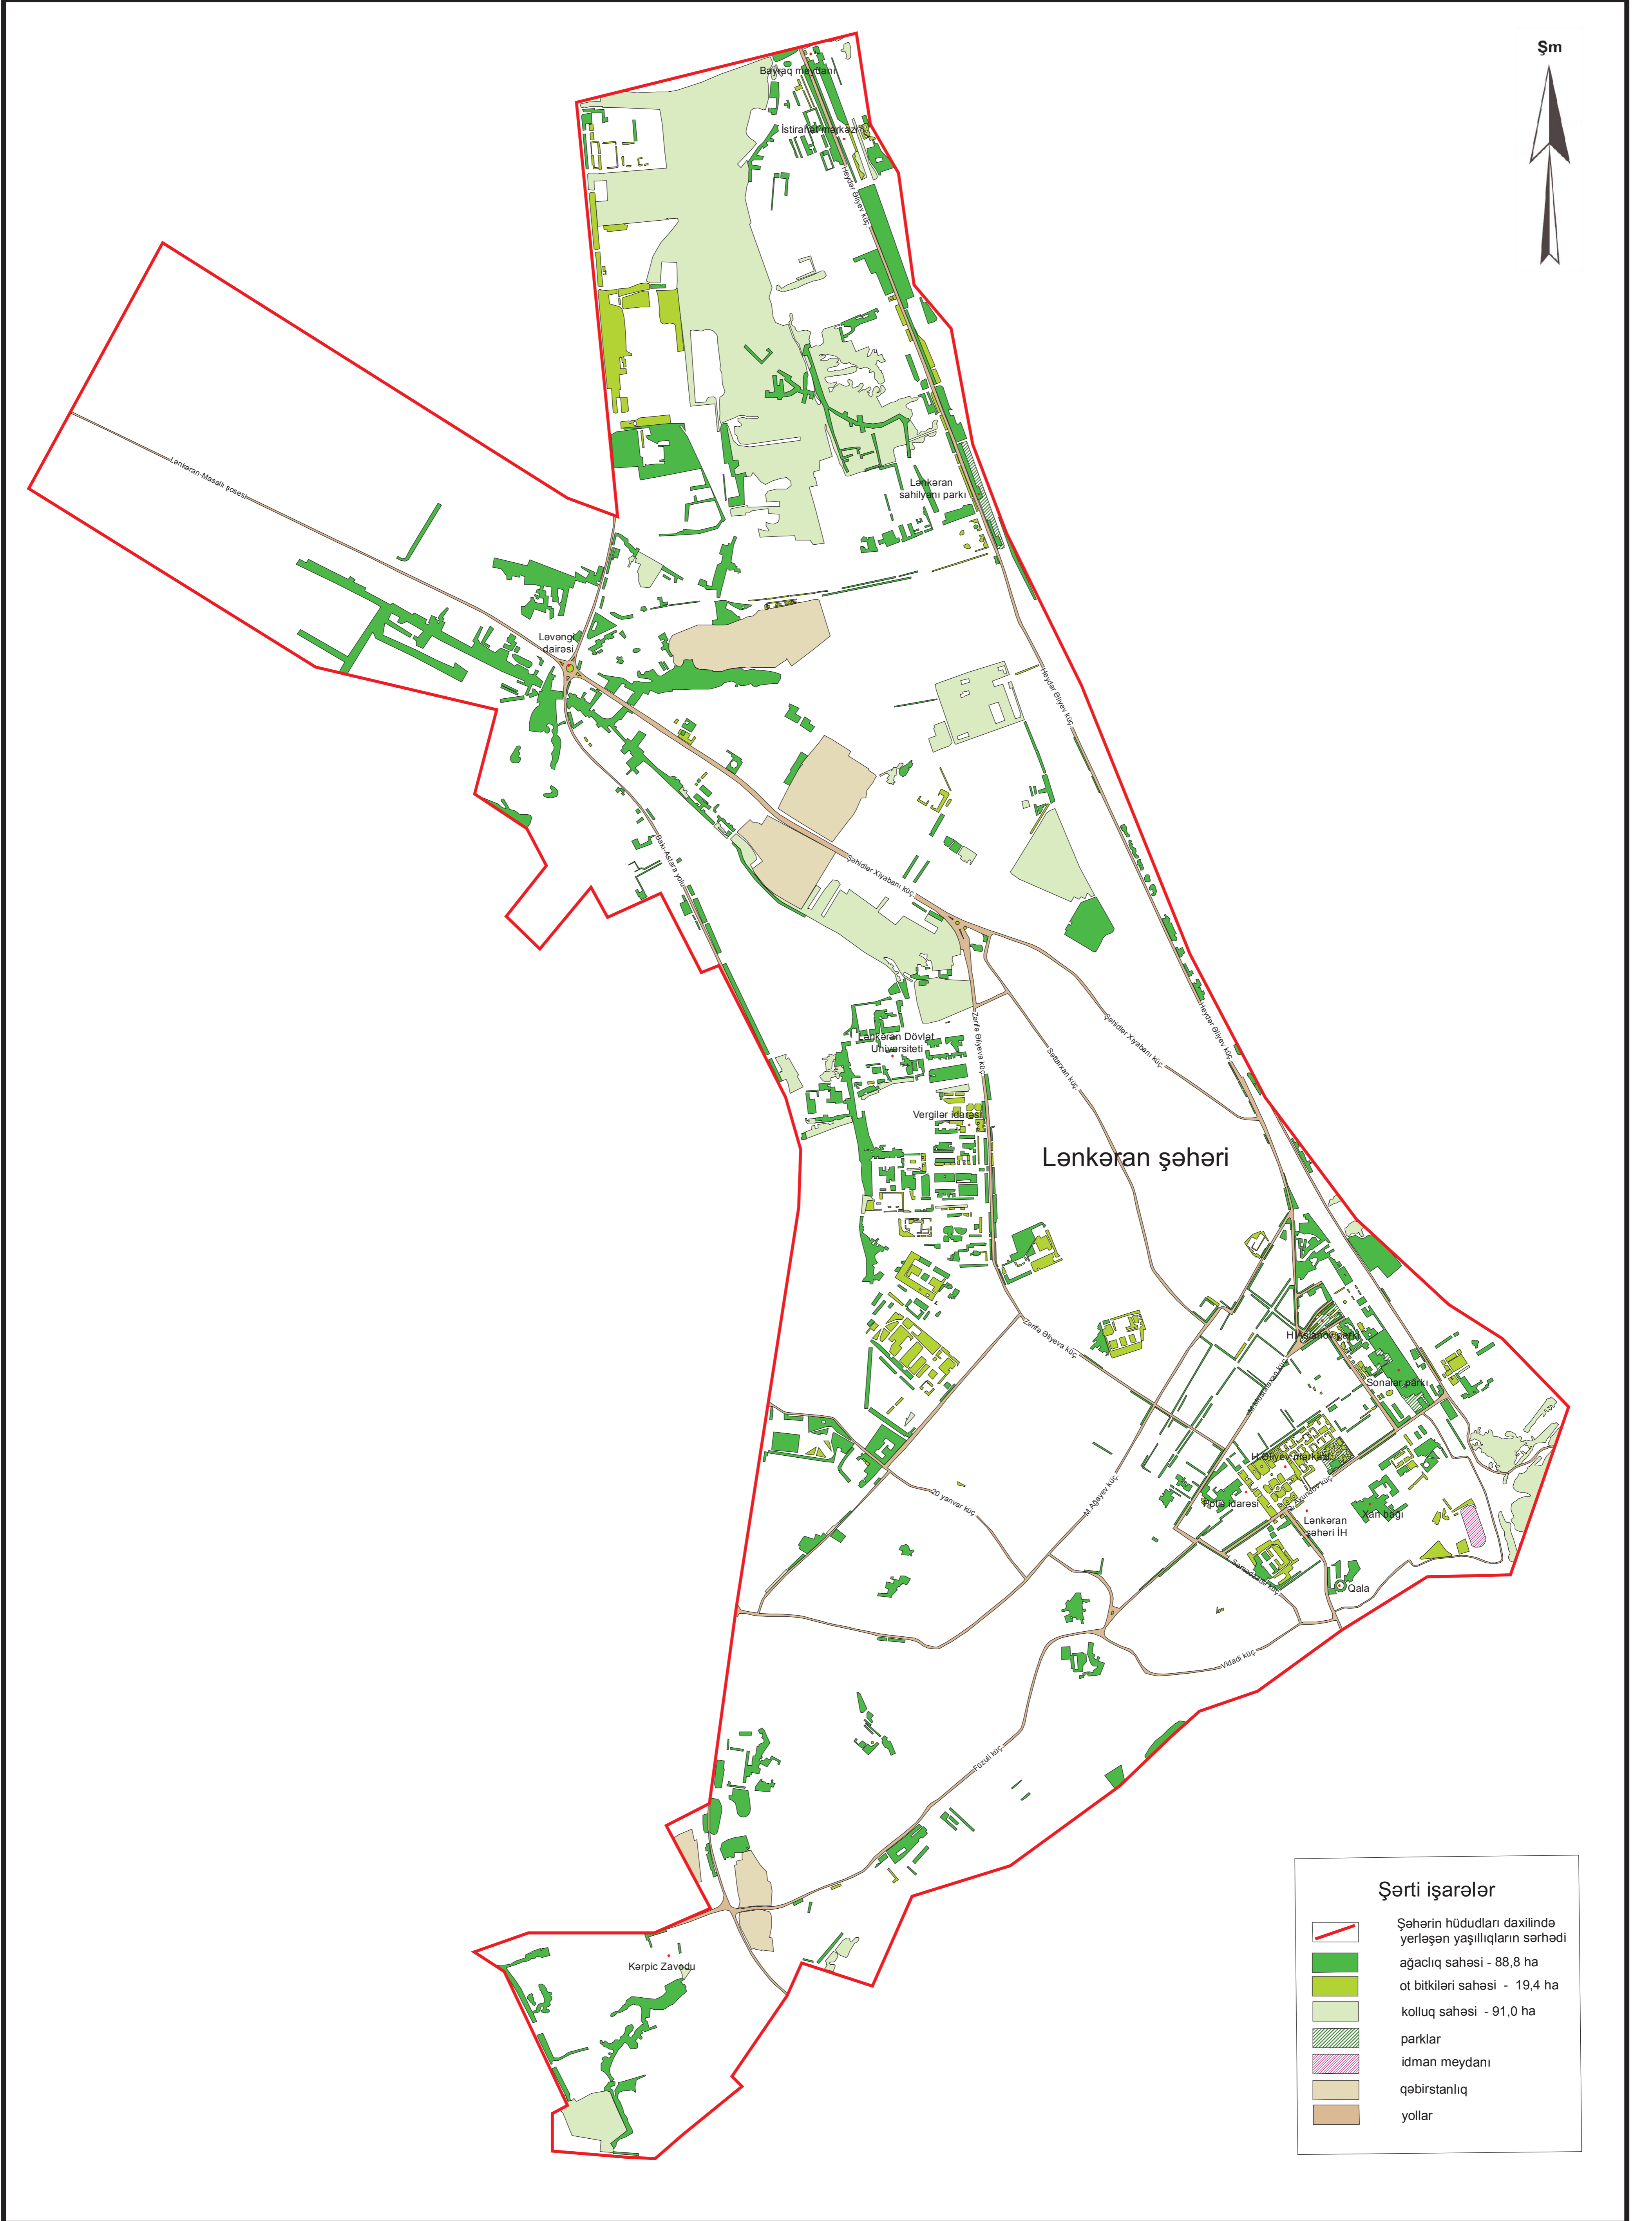 Şm
Bayraq meydanı
İstirahət mərkəzi
Heydər Əliyev küç
Lənkəran-Masallı şosesi
Lənkəran
sahilyanı parkı
Ləvəngi
dairəsi
Heydər Əliyev küç
Bakı-Astara yolu
Şəhidlər Xiyabanı küç
Heydər Əliyev küç
Zərifə Əliyeva küç
Şəhidlər Xiyabanı küç
Səttarxan küç
Lənkəran Dövlət
Universiteti
Vergilər idarəsi
Lənkəran şəhəri
Zərifə Əliyeva küç
H.Aslanov parkı
Sonalar parkı
H.Əliyev mərkəzi
20 yanvar küç
M.Ağayev küç
Polis idarəsi
Lənkəran
şəhəri İH
Xan bağı
Qala
Vidadi küç
Füzuli küç
Kərpic Zavodu
Şərti işarələr
Şəhərin hüdudları daxilində
yerləşən yaşıllıqların sərhədi
ağaclıq sahəsi - 88,8 ha
ot bitkiləri sahəsi - 19,4 ha
kolluq sahəsi - 91,0 ha
parklar
idman meydanı
qəbirstanlıq
yollar